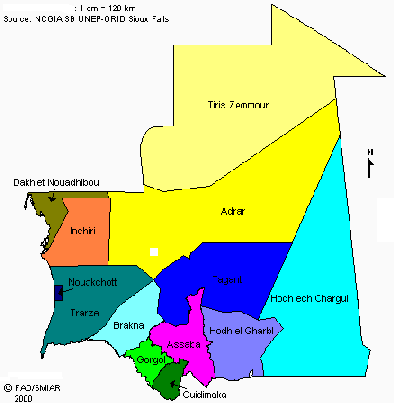 : 1 cm = 120 km
Source: NCGIA SB UNEP-GRID Sioux Falls
Tiris Zemmour
Dakhlet Nouadhibou
Adrar
Inchiri
N
Nouakchott
Tagant
Hodh ech Chargui
Trarza
Brakna
Hodh el Gharbi
Assaba
Gorgol
Guidimaka
© FAO/SMIAR
2000